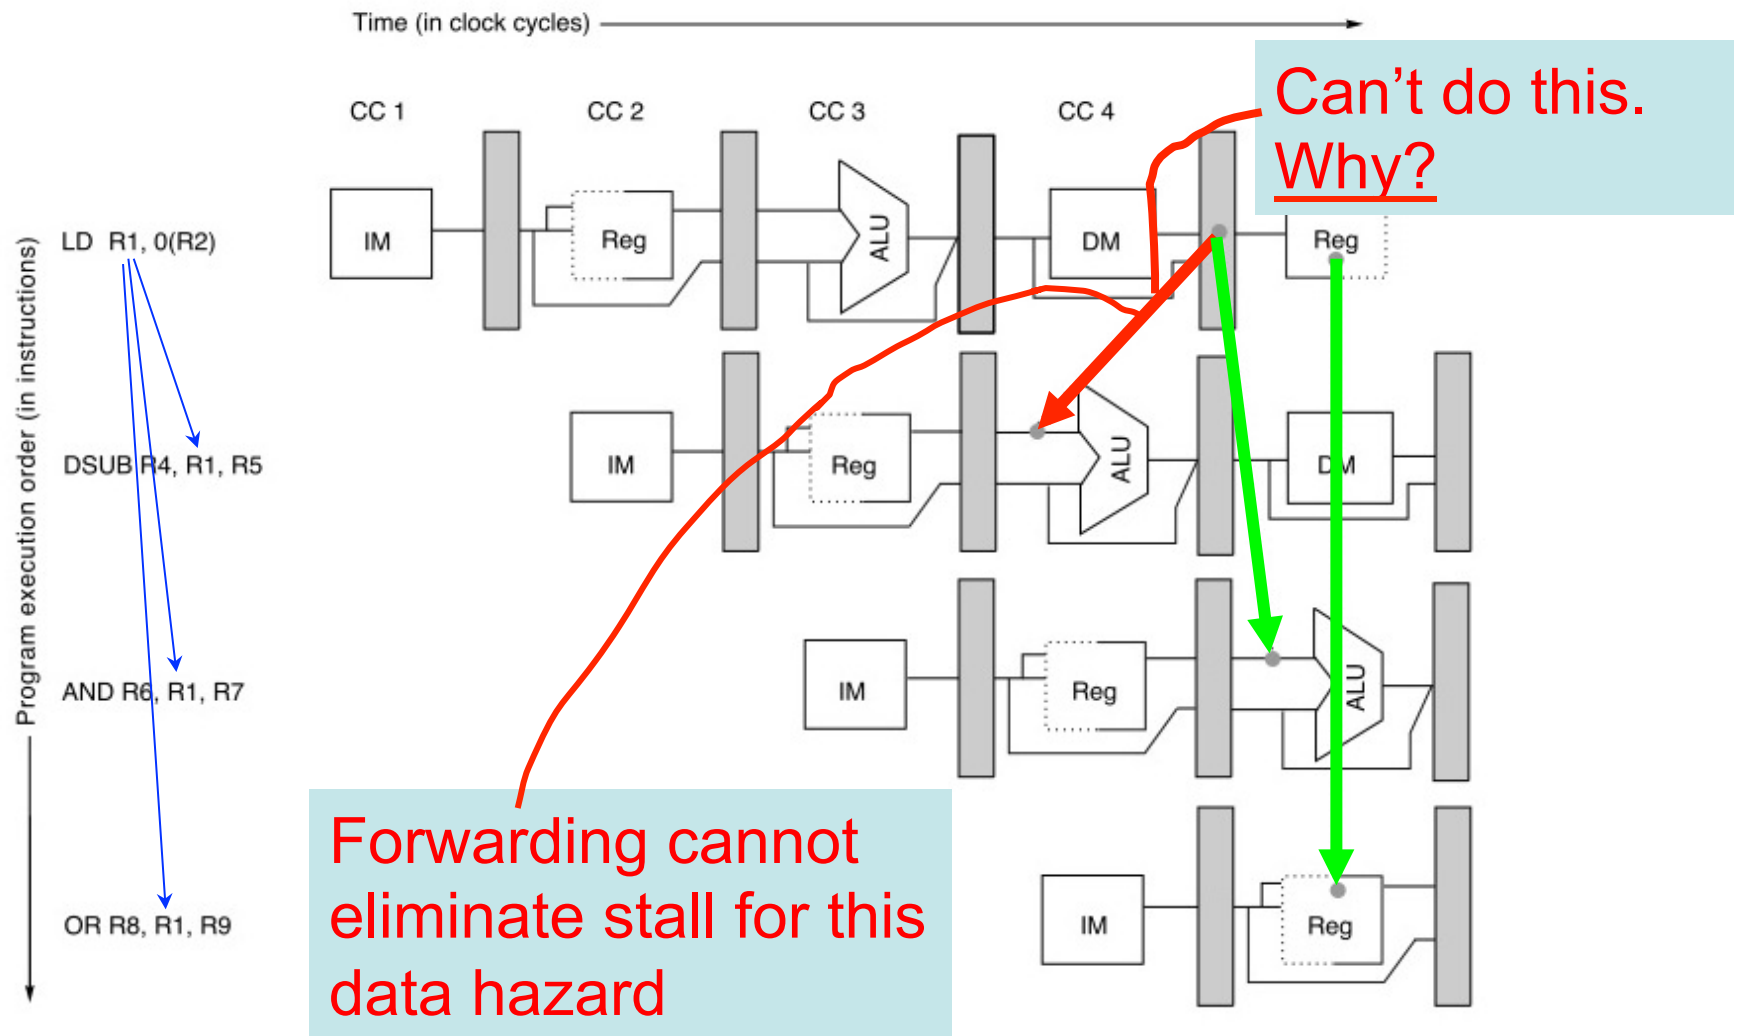 Time (in clock cycles)
Can’t do this.
Why?
CC 1
CC 2
CC 3
CC 4
Program execution order (in instructions)
LD R1, 0(R2)
IM
Reg
ALU
DM
Reg
DSUB R4, R1, R5
IM
Reg
ALU
DM
AND R6, R1, R7
IM
Reg
ALU
OR R8, R1, R9
IM
Reg
Forwarding cannot
eliminate stall for this
data hazard